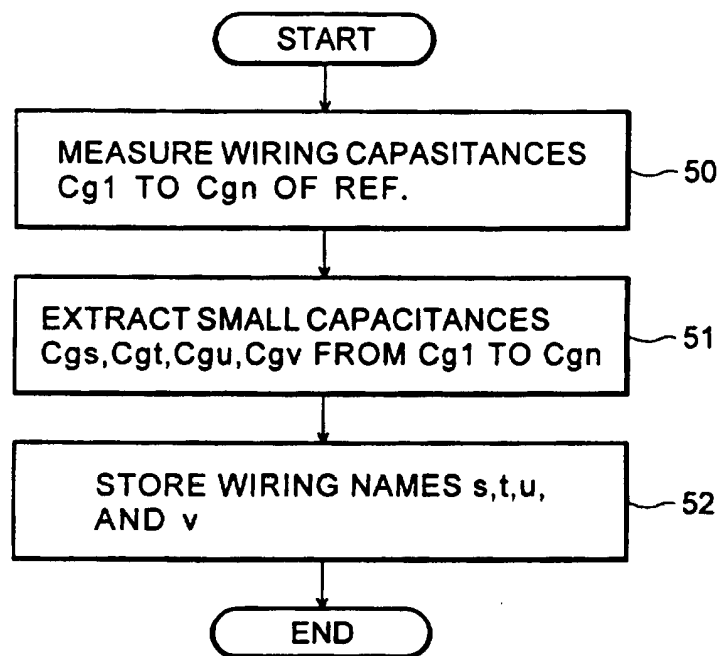 START
MEASURE WIRING CAPASITANCES
Cg1 TO Cgn OF REF.
50
EXTRACT SMALL CAPACITANCES
Cgs,Cgt,Cgu,Cgv FROM Cg1 TO Cgn
51
STORE WIRING NAMES s,t,u,
AND v
52
END